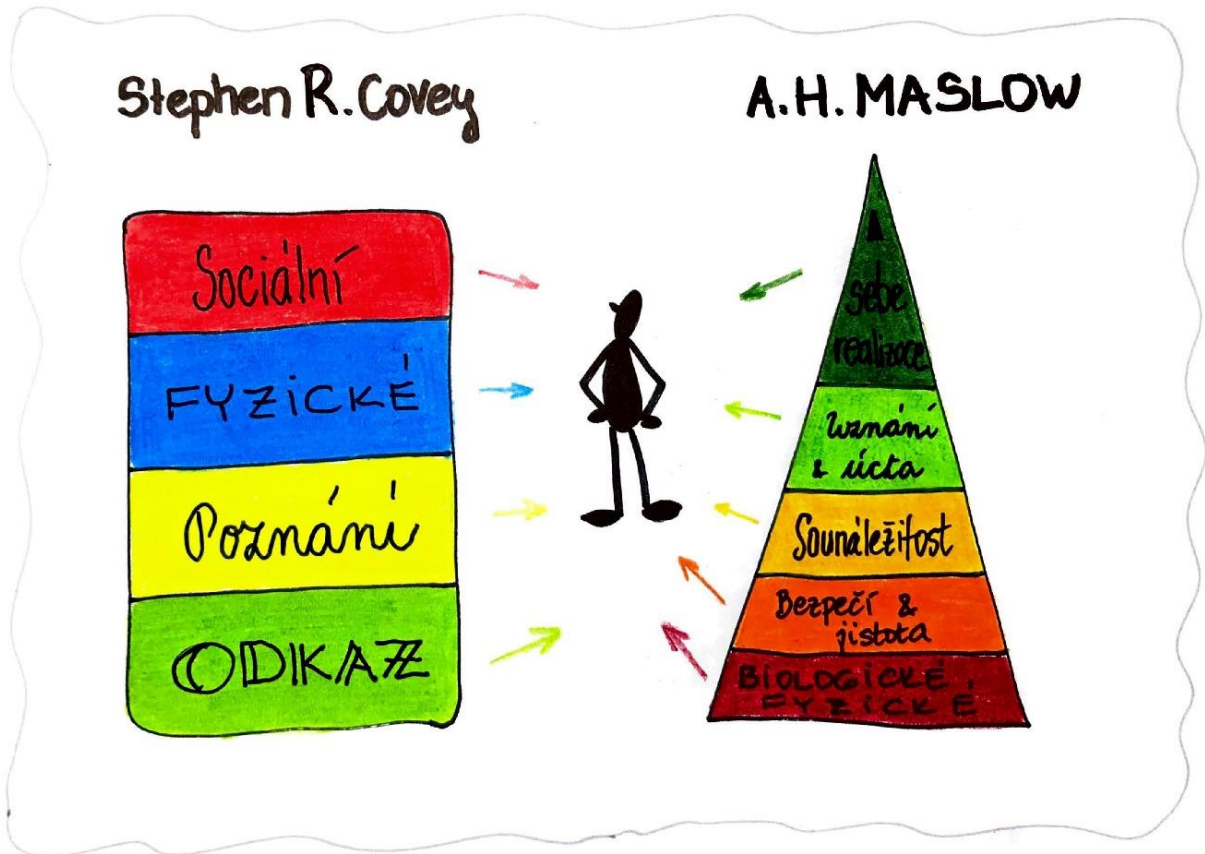 Stephen R. Covey
A.H. MASLOW
Sociální
FYZICKÉ
Poznání
ODKAZ
sebe
realizace
Uznání
& úcta
Sounáležitost
Bezpečí &
jistota
BIOLOGICKÉ,
FYZICKÉ